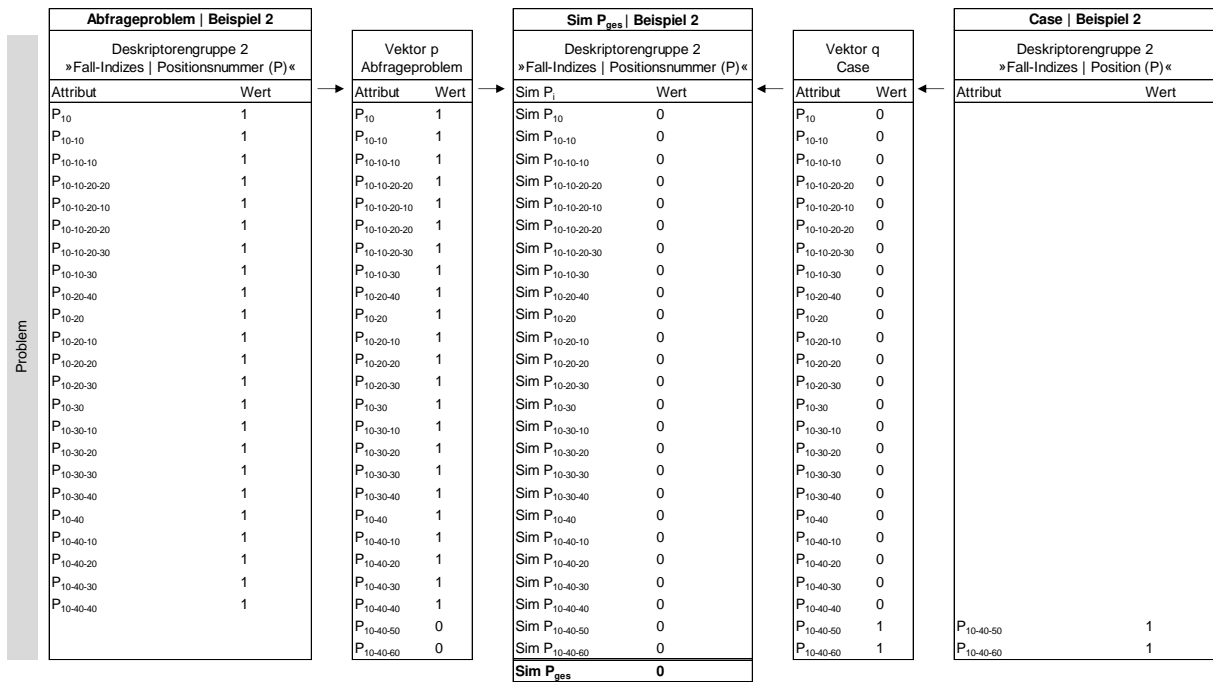 Abfrageproblem | Beispiel 2 Sim Pges | Beispiel 2 Case | Beispiel 2
Deskriptorengruppe 2 Vektor p Deskriptorengruppe 2 Vektor q Deskriptorengruppe 2
»Fall-Indizes | Positionsnummer (P)« Abfrageproblem »Fall-Indizes | Positionsnummer (P)« Case »Fall-Indizes | Position (P)«
Attribut Wert Attribut Wert Sim Pi Wert Attribut Wert Attribut Wert
P10 1 P10 1 Sim P10 0 P10 0
P10-10 1 P10-10 1 Sim P10-10 0 P10-10 0
P10-10-10 1 P10-10-10 1 Sim P10-10-10 0 P10-10-10 0
P10-10-20-20 1 P10-10-20-20 1 Sim P10-10-20-20 0 P10-10-20-20 0
P10-10-20-10 1 P10-10-20-10 1 Sim P10-10-20-10 0 P10-10-20-10 0
P10-10-20-20 1 P10-10-20-20 1 Sim P10-10-20-20 0 P10-10-20-20 0
P10-10-20-30 1 P10-10-20-30 1 Sim P10-10-20-30 0 P10-10-20-30 0
P10-10-30 1 P10-10-30 1 Sim P10-10-30 0 P10-10-30 0
P10-20-40 1 P10-20-40 1 Sim P10-20-40 0 P10-20-40 0
P10-20 1 P10-20 1 Sim P10-20 0 P10-20 0
P10-20-10 1 P10-20-10 1 Sim P10-20-10 0 P10-20-10 0
P10-20-20 1 P10-20-20 1 Sim P10-20-20 0 P10-20-20 0
P10-20-30 1 P10-20-30 1 Sim P10-20-30 0 P10-20-30 0
P10-30 1 P10-30 1 Sim P10-30 0 P10-30 0
P10-30-10 1 P10-30-10 1 Sim P10-30-10 0 P10-30-10 0
P10-30-20 1 P10-30-20 1 Sim P10-30-20 0 P10-30-20 0
P10-30-30 1 P10-30-30 1 Sim P10-30-30 0 P10-30-30 0
P10-30-40 1 P10-30-40 1 Sim P10-30-40 0 P10-30-40 0
P10-40 1 P10-40 1 Sim P10-40 0 P10-40 0
P10-40-10 1 P10-40-10 1 Sim P10-40-10 0 P10-40-10 0
P10-40-20 1 P10-40-20 1 Sim P10-40-20 0 P10-40-20 0
P10-40-30 1 P10-40-30 1 Sim P10-40-30 0 P10-40-30 0
P10-40-40 1 P10-40-40 1 Sim P10-40-40 0 P10-40-40 0
P10-40-50 0 Sim P10-40-50 0 P10-40-50 1 P10-40-50 1
P10-40-60 0 Sim P10-40-60 0 P10-40-60 1 P10-40-60 1
Sim Pges 0
Problem